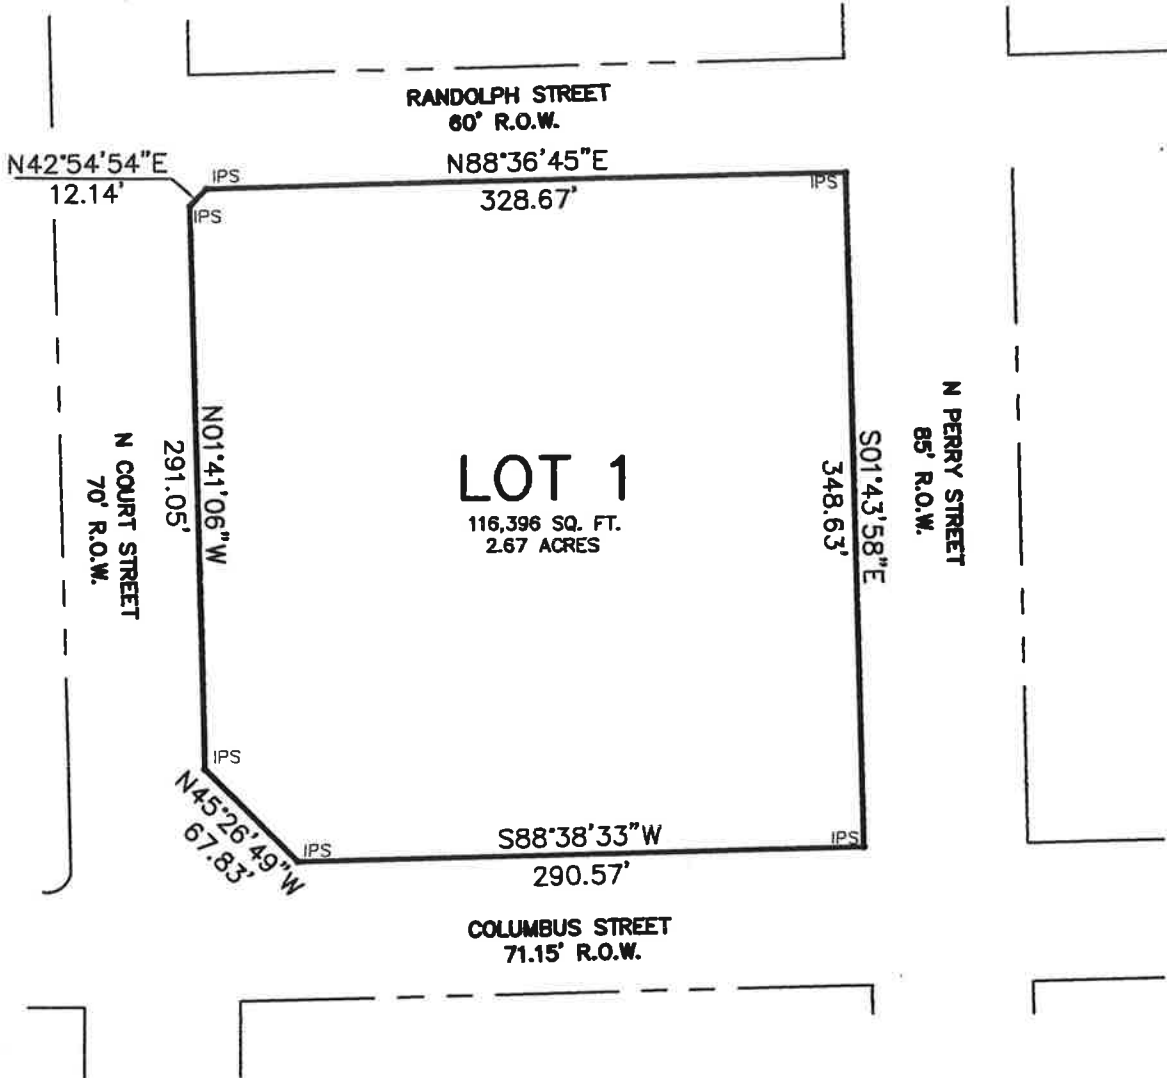 RANDOLPH STREET
60' R.O.W.
N42°54'54"E
12.14'
IPS
N88°36'45"E
328.67'
IPS
IPS
N COURT STREET
70' R.O.W.
N01°41'06"W
291.05'
LOT 1
116,396 SQ. FT.
2.67 ACRES
S01°43'58"E
348.63'
N PERRY STREET
85' R.O.W.
IPS
N45°26'49"W
67.83'
IPS
S88°38'33"W
290.57'
IPS
COLUMBUS STREET
71.15' R.O.W.